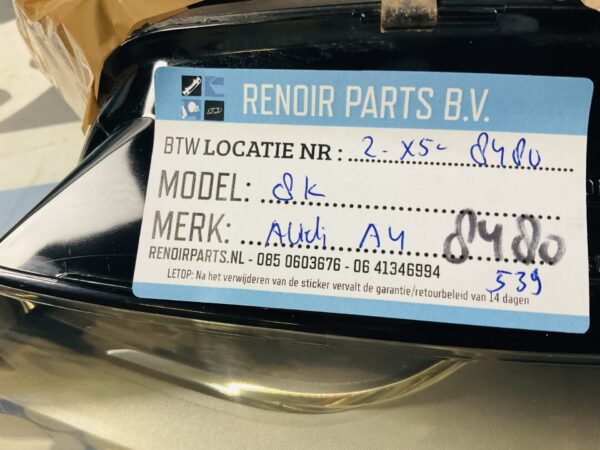 RENOIR PARTS B.V.
BTW LOCATIE NR : 2-X5- 8480
MODEL: 8K
MERK: Audi A4 8480
RENOIRPARTS.NL - 085 0603676 - 06 41346994
539
LETOP: Na het verwijderen van de sticker vervalt de garantie/retourbeleid van 14 dagen